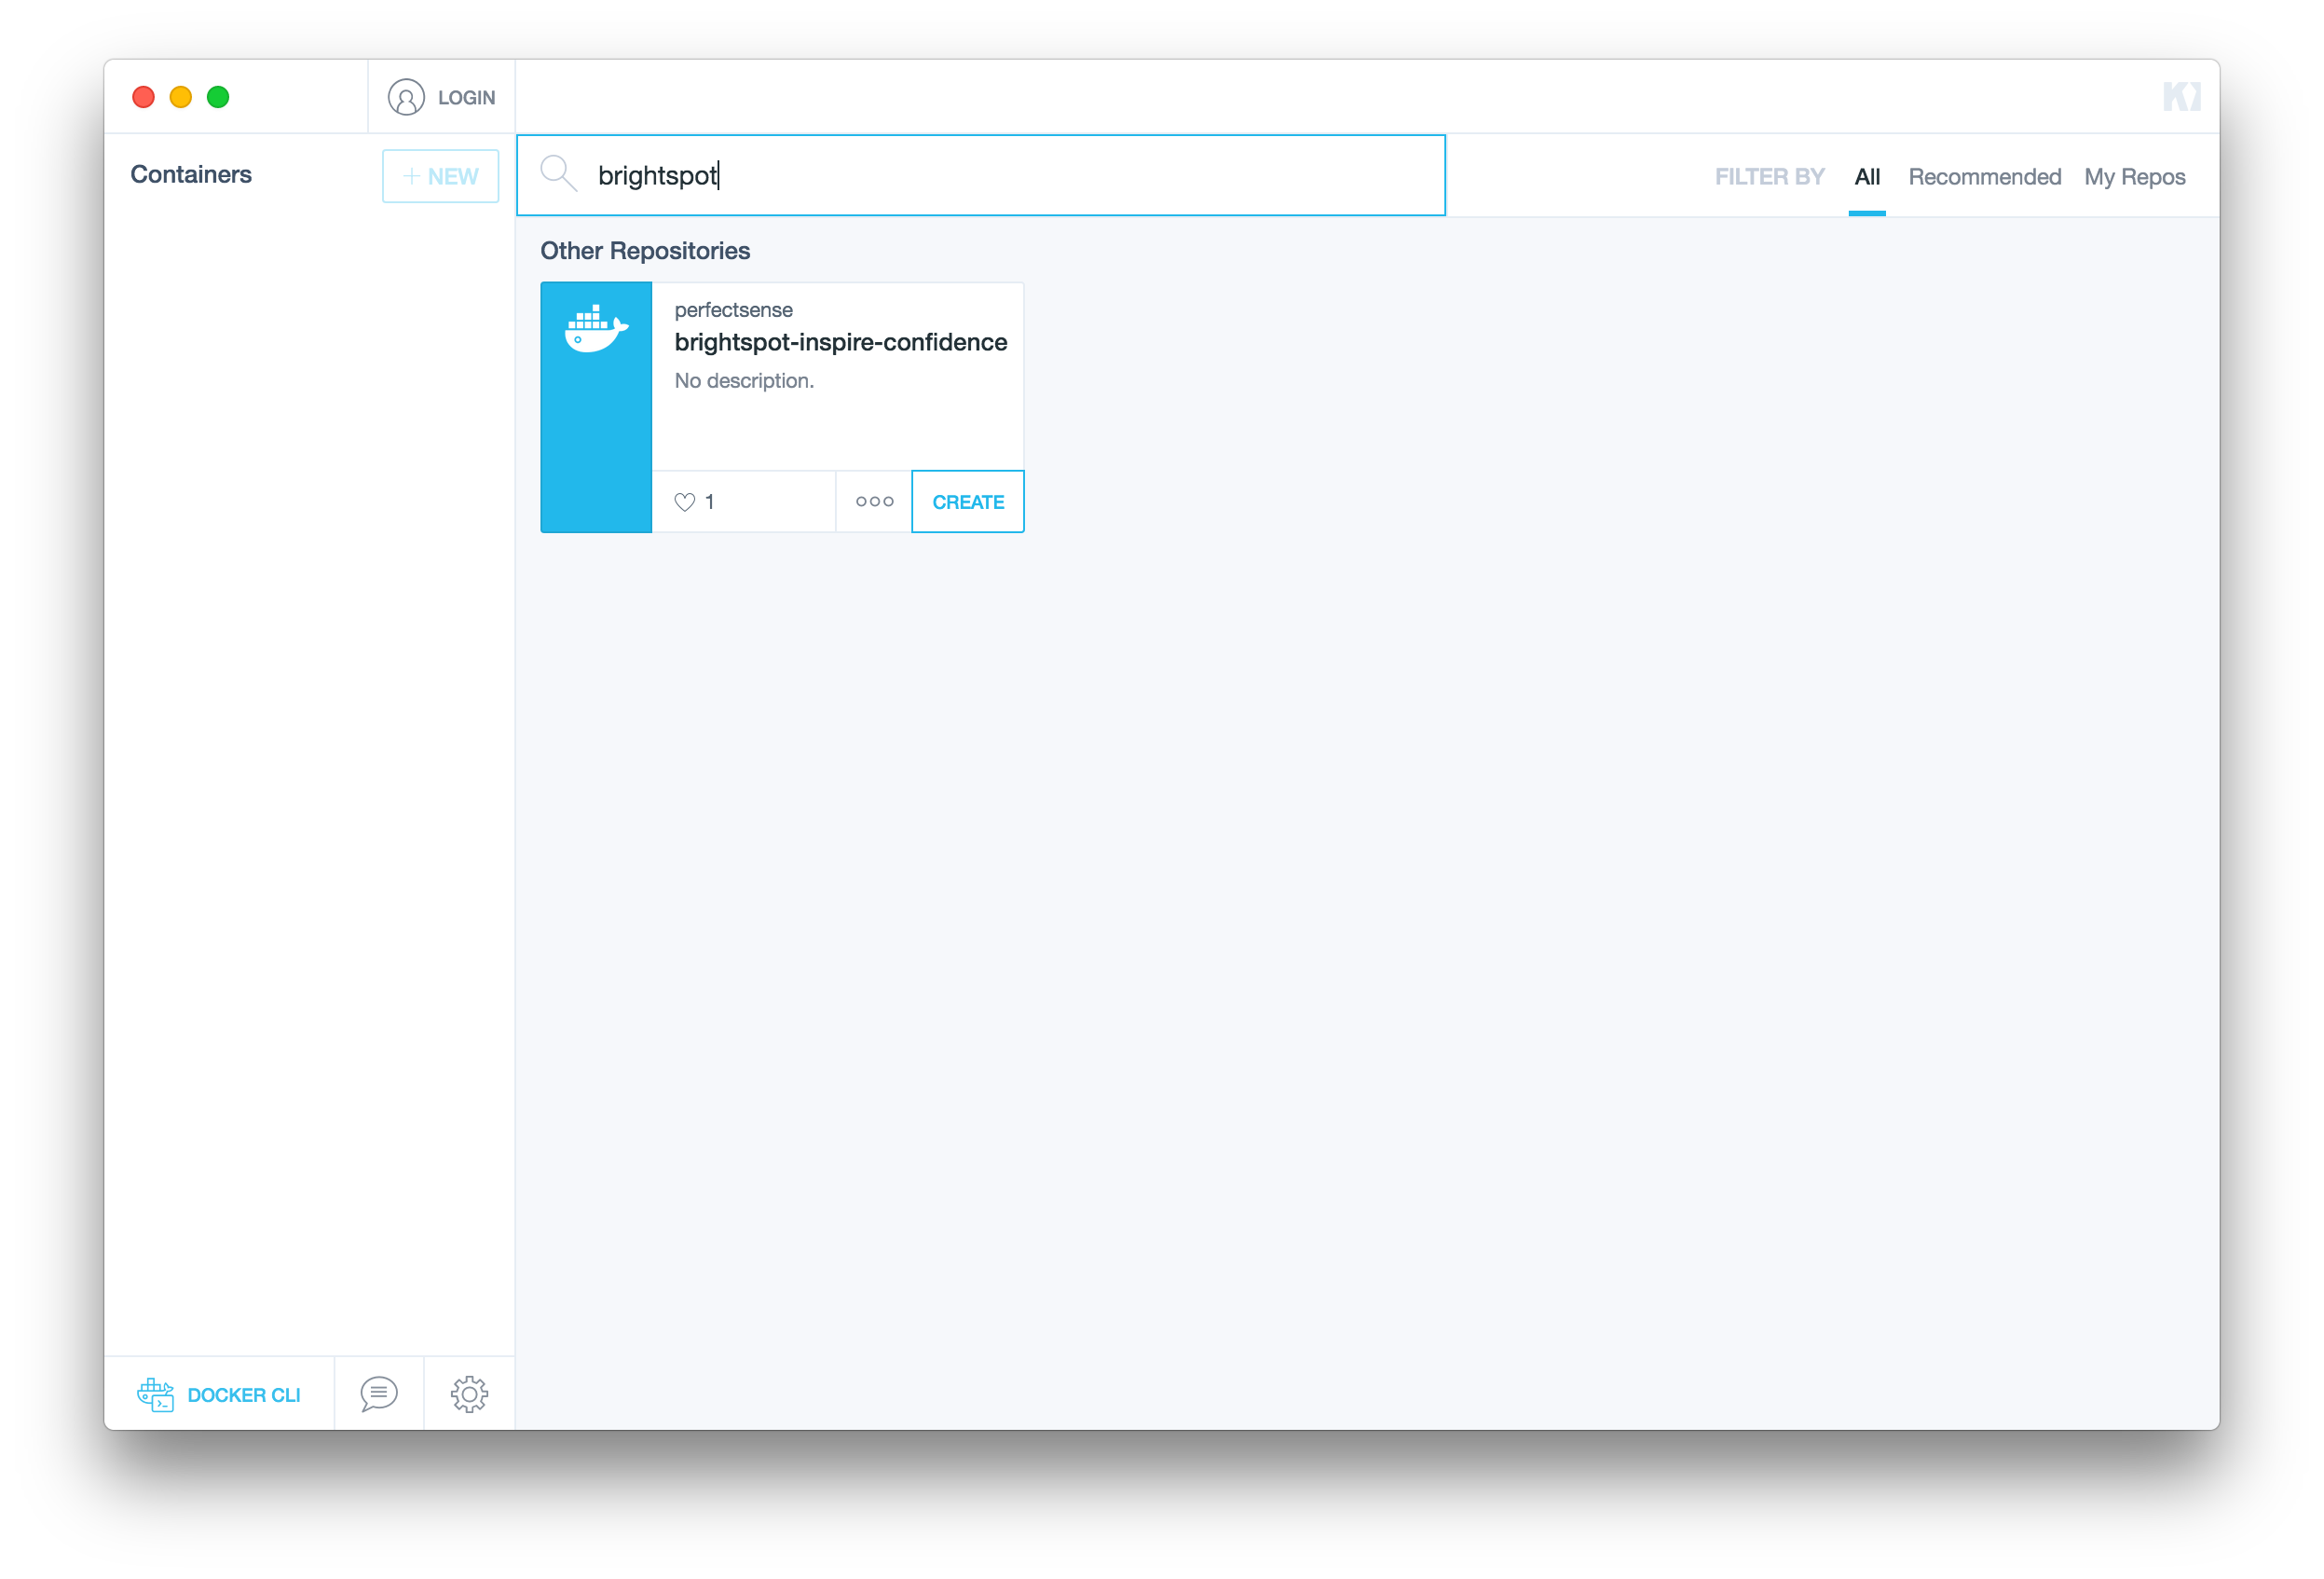 LOGIN
Containers
+ NEW
brightspot
FILTER BY All Recommended My Repos
Other Repositories
perfectsense
brightspot-inspire-confidence
No description.
1
CREATE
DOCKER CLI